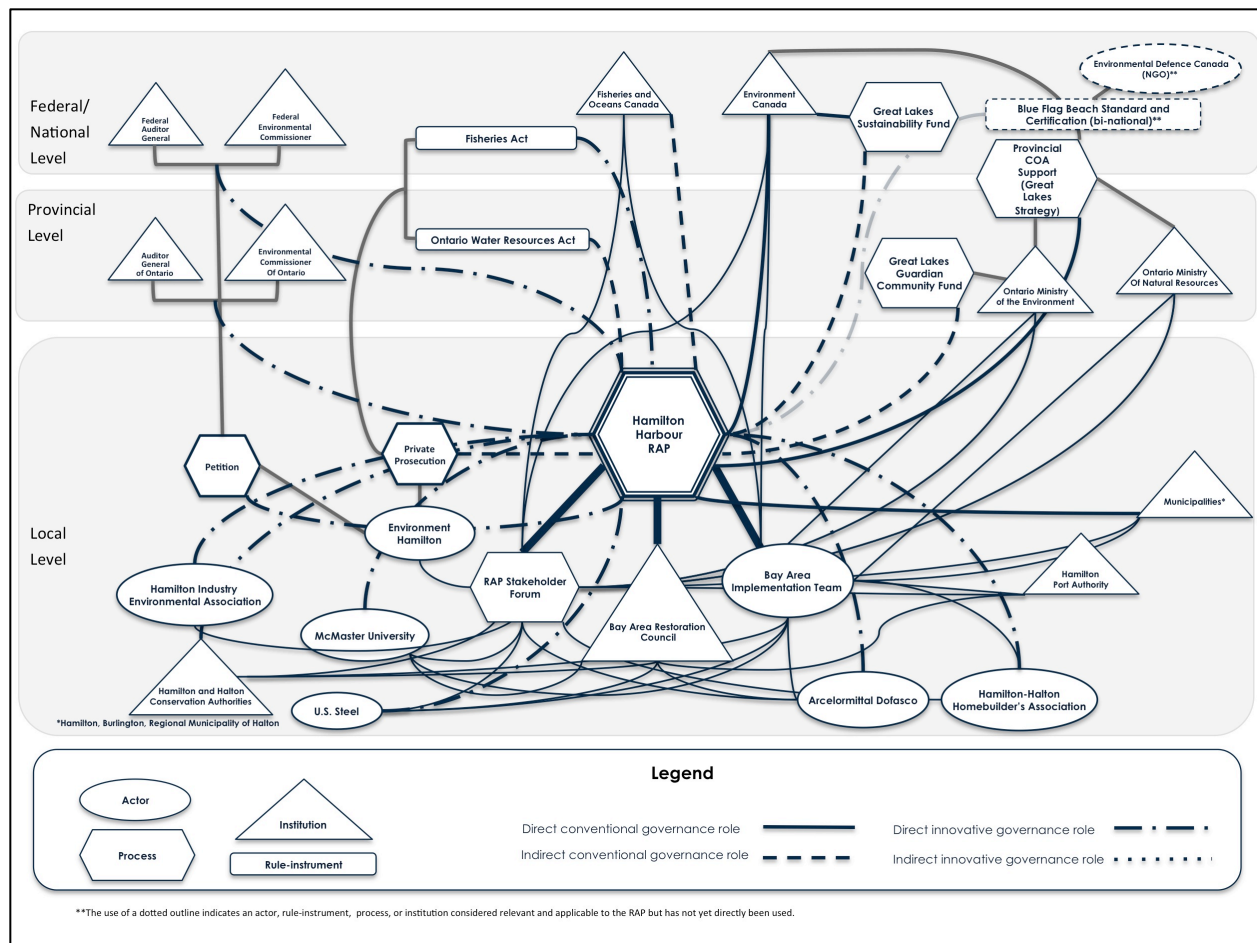 Federal/
National
Level
Federal
Auditor
General
Federal
Environmental
Commissioner
Fisheries Act
Fisheries and
Oceans Canada
Environment
Canada
Great Lakes
Sustainability Fund
Environmental Defence Canada
(NGO)**
Blue Flag Beach Standard and
Certification (bi-national)**
Provincial
COA
Support
(Great
Lakes
Strategy)
Provincial
Level
Auditor
General
of Ontario
Environmental
Commissioner
Of Ontario
Ontario Water Resources Act
Great Lakes
Guardian
Community Fund
Ontario Ministry
of the Environment
Ontario Ministry
Of Natural Resources
Local
Level
Petition
Private
Prosecution
Hamilton
Harbour
RAP
Municipalities*
Environment
Hamilton
Hamilton Industry
Environmental Association
RAP Stakeholder
Forum
Bay Area
Implementation Team
Hamilton
Port Authority
McMaster University
Bay Area Restoration
Council
Hamilton and Halton
Conservation Authorities
U.S. Steel
Arcelormittal Dofasco
Hamilton-Halton
Homebuilder's Association
*Hamilton, Burlington, Regional Municipality of Halton
Legend
Actor
Institution
Process
Rule-instrument
Direct conventional governance role
Indirect conventional governance role
Direct innovative governance role
Indirect innovative governance role
**The use of a dotted outline indicates an actor, rule-instrument, process, or institution considered relevant and applicable to the RAP but has not yet directly been used.